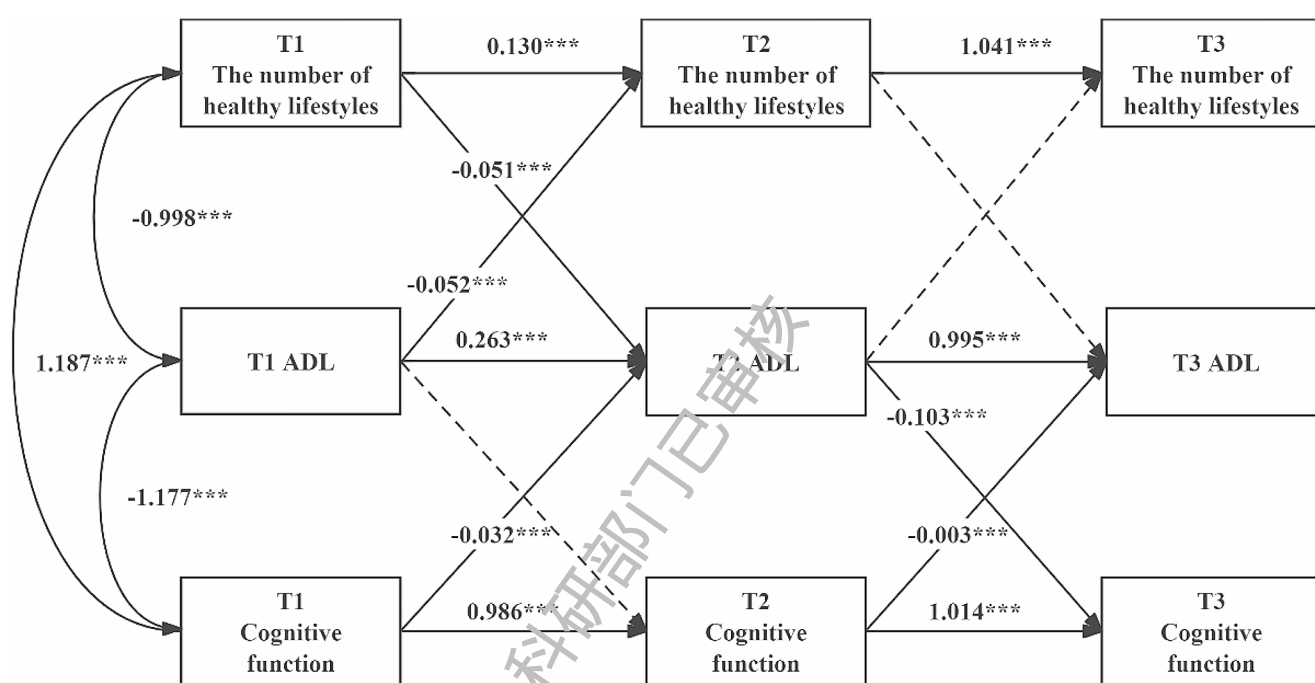 T1
The number of
healthy lifestyles
0.130***
T2
The number of
healthy lifestyles
1.041***
T3
The number of
healthy lifestyles
-0.051***
-0.998***
-0.052***
T1 ADL
0.263***
T2 ADL
0.995***
T3 ADL
1.187***
-0.103***
-1.177***
-0.032***
-0.003***
T1
Cognitive
function
0.986***
T2
Cognitive
function
1.014***
T3
Cognitive
function
科研部门已审核